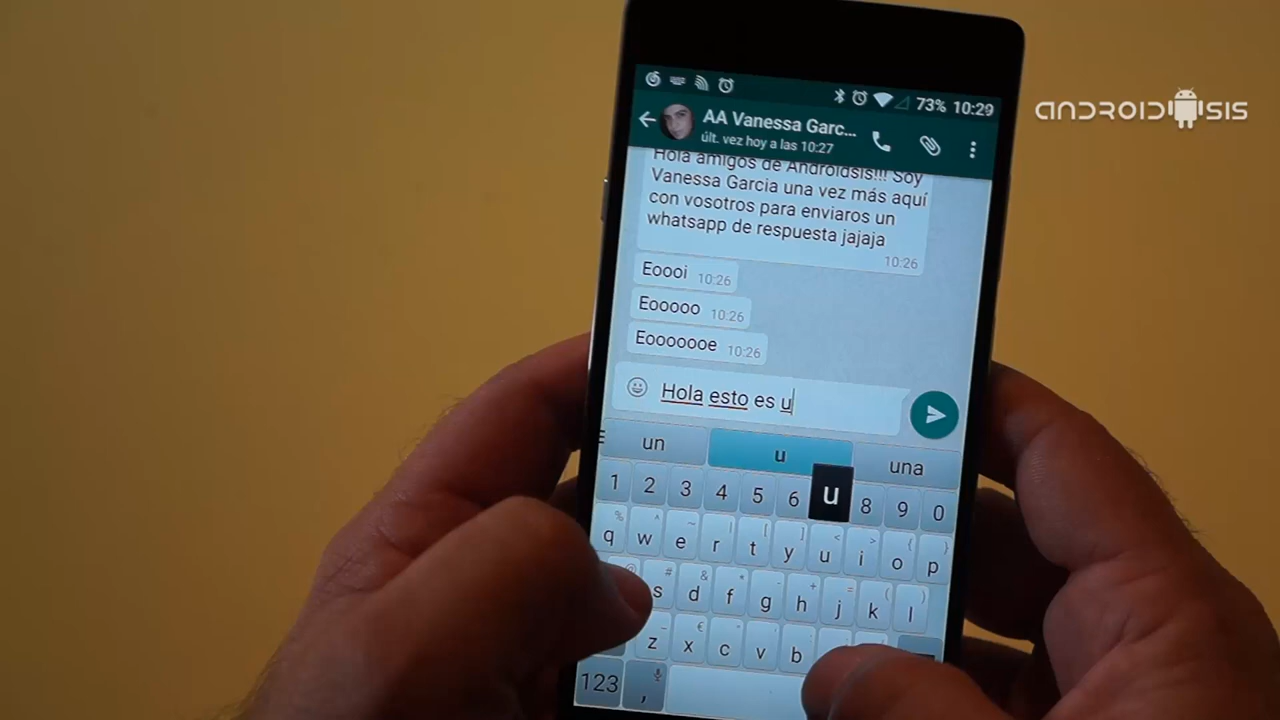 73% 10:29
ANDROIDSIS
AA Vanessa Garc...
últ. vez hoy a las 10:27
Hola amigos de Androidsis!!! Soy
Vanessa Garcia una vez más aquí
con vosotros para enviaros un
whatsapp de respuesta jajaja
10:26
Eoooi 10:26
Eooooo 10:26
Eooooooe 10:26
Hola esto es u
un u una
1 2 3 4 5 6 u 8 9 0
q w e r t y u i o p
s d f g h j k l
z x c v b
123 ,